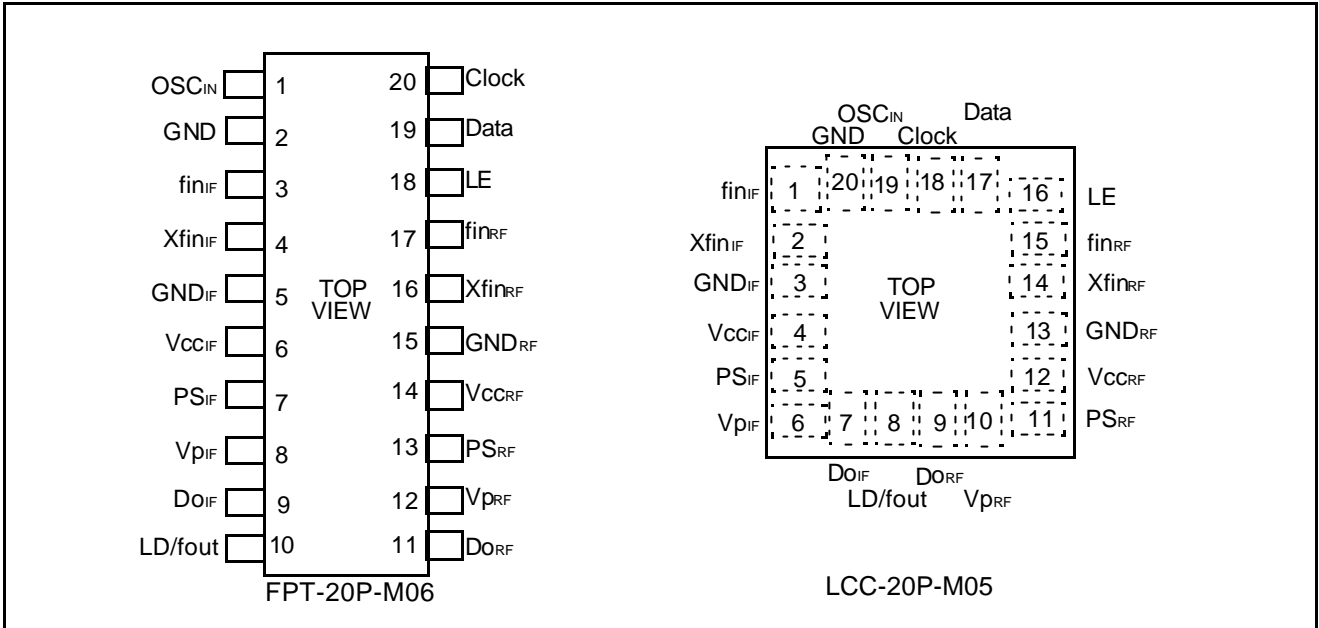 OSCIN 1 20 Clock
GND 2 19 Data
finIF 3 18 LE
XfinIF 4 17 finRF
GNDIF 5 16 XfinRF
TOP
VIEW
VccIF 6 15 GNDRF
PSIF 7 14 VccRF
VpIF 8 13 PSRF
DoIF 9 12 VpRF
LD/fout 10 11 DoRF
FPT-20P-M06
OSCIN Data
GND Clock
finIF 1 20 19 18 17 16 LE
XfinIF 2 15 finRF
GNDIF 3 14 XfinRF
TOP
VIEW
VccIF 4 13 GNDRF
PSIF 5 12 VccRF
VpIF 6 7 8 9 10 11 PSRF
DoIF DoRF
LD/fout VpRF
LCC-20P-M05